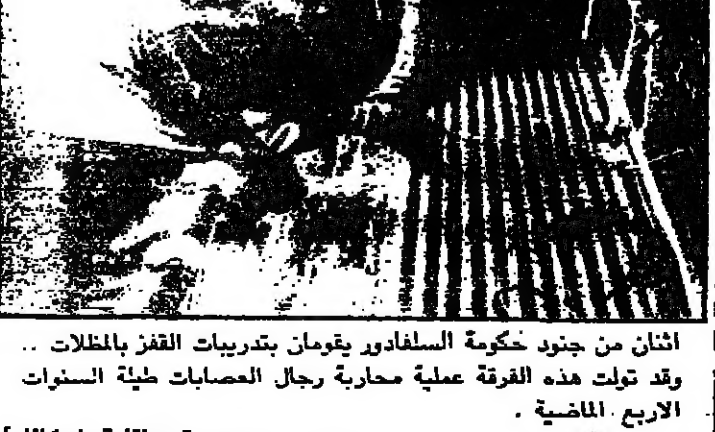 اثنان من جنود حكومة السلفادور يقومان بتدريبات القفز بالمظلات ..
وقد تولت هذه الفرقة عملية محاربة رجال العصابات طيلة السنوات
الاربع الماضية .